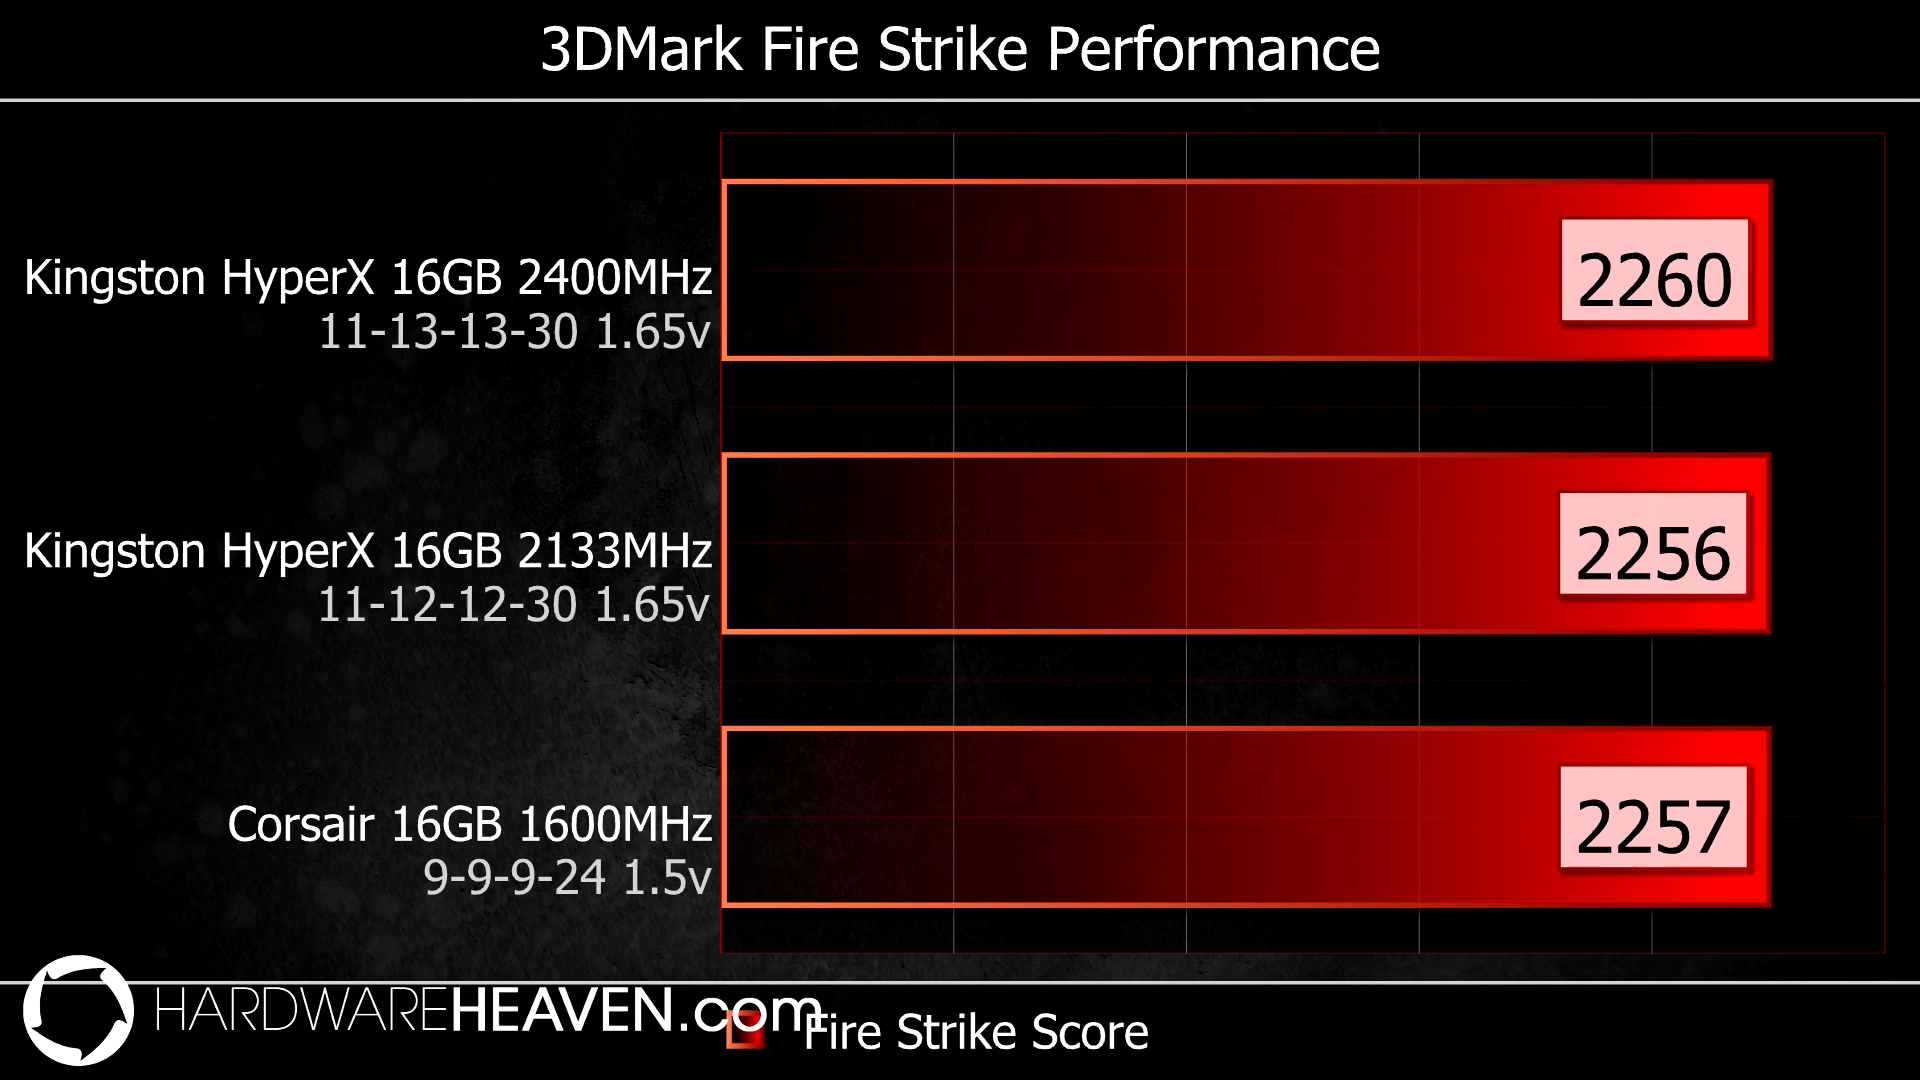 3DMark Fire Strike Performance
Kingston HyperX 16GB 2400MHz
11-13-13-30 1.65v
2260
Kingston HyperX 16GB 2133MHz
11-12-12-30 1.65v
2256
Corsair 16GB 1600MHz
9-9-9-24 1.5v
2257
HARDWAREHEAVEN.com
Fire Strike Score